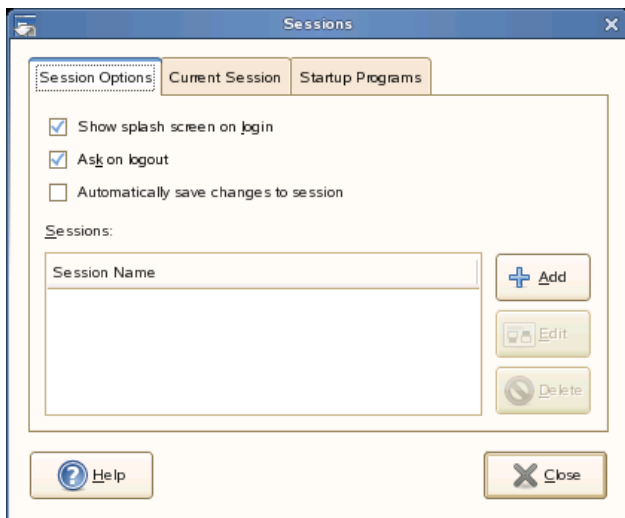 Sessions
Session Options
Current Session
Startup Programs
Show splash screen on login
Ask on logout
Automatically save changes to session
Sessions:
Session Name
Add
Edit
Delete
Help
Close